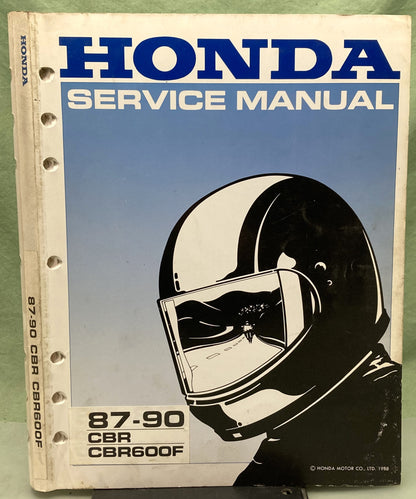 HONDA
HONDA
SERVICE MANUAL
87-90 CBR CBR600F
87-90
CBR
CBR600F
© HONDA MOTOR CO., LTD. 1988